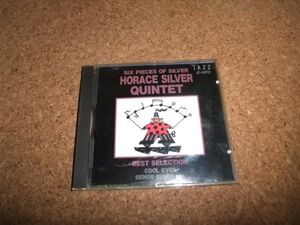 SIX PIECES OF SILVER
JAZZ
HORACE SILVER
QUINTET
BEST SELECTION
COOL EYES
SENOR BLUES